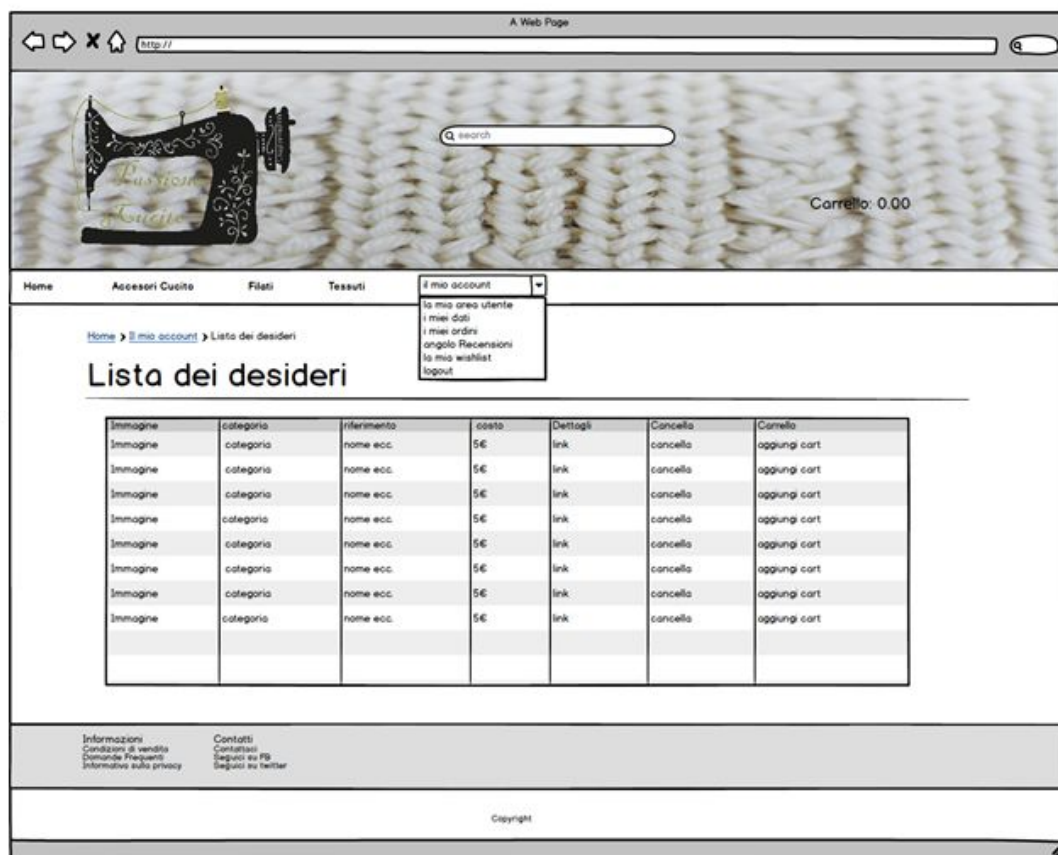 A Web Page
http://
search
Passione
Cucito
Carrello: 0.00
Home Accesori Cucito Filati Tessuti il mio account
la mia area utente
i miei dati
i miei ordini
angolo Recensioni
la mia wishlist
logout
Home > Il mio account > Lista dei desideri
Lista dei desideri
Immagine categoria riferimento costo Dettagli Cancella Carrello
Immagine categoria nome ecc. 5€ link cancella aggiungi cart
Immagine categoria nome ecc. 5€ link cancella aggiungi cart
Immagine categoria nome ecc. 5€ link cancella aggiungi cart
Immagine categoria nome ecc. 5€ link cancella aggiungi cart
Immagine categoria nome ecc. 5€ link cancella aggiungi cart
Immagine categoria nome ecc. 5€ link cancella aggiungi cart
Immagine categoria nome ecc. 5€ link cancella aggiungi cart
Immagine categoria nome ecc. 5€ link cancella aggiungi cart
Informazioni
Condizioni di vendita
Domande Frequenti
Informativa sulla privacy
Contatti
Contattaci
Seguici su FB
Seguici su twitter
Copyright